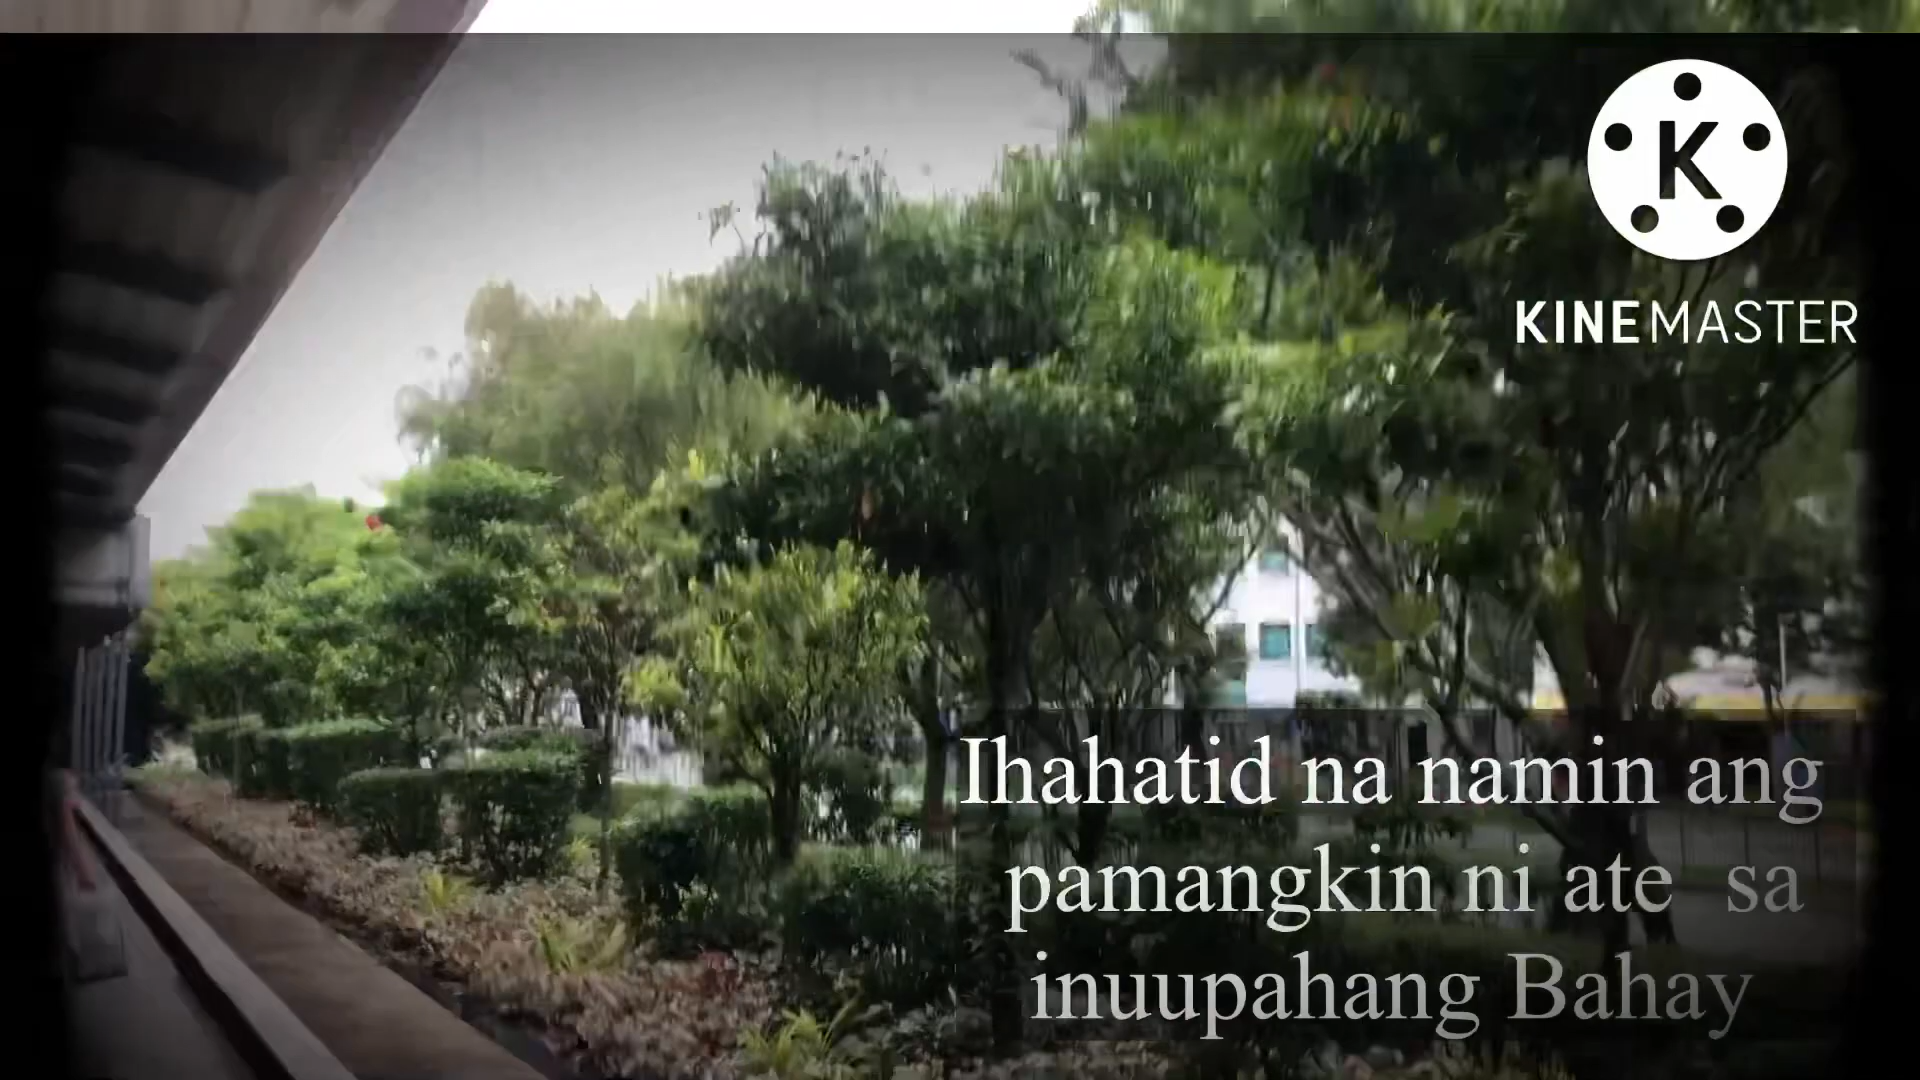 K
KINEMASTER
Ihahatid na namin ang
pamangkin ni ate sa
inuupahang Bahay